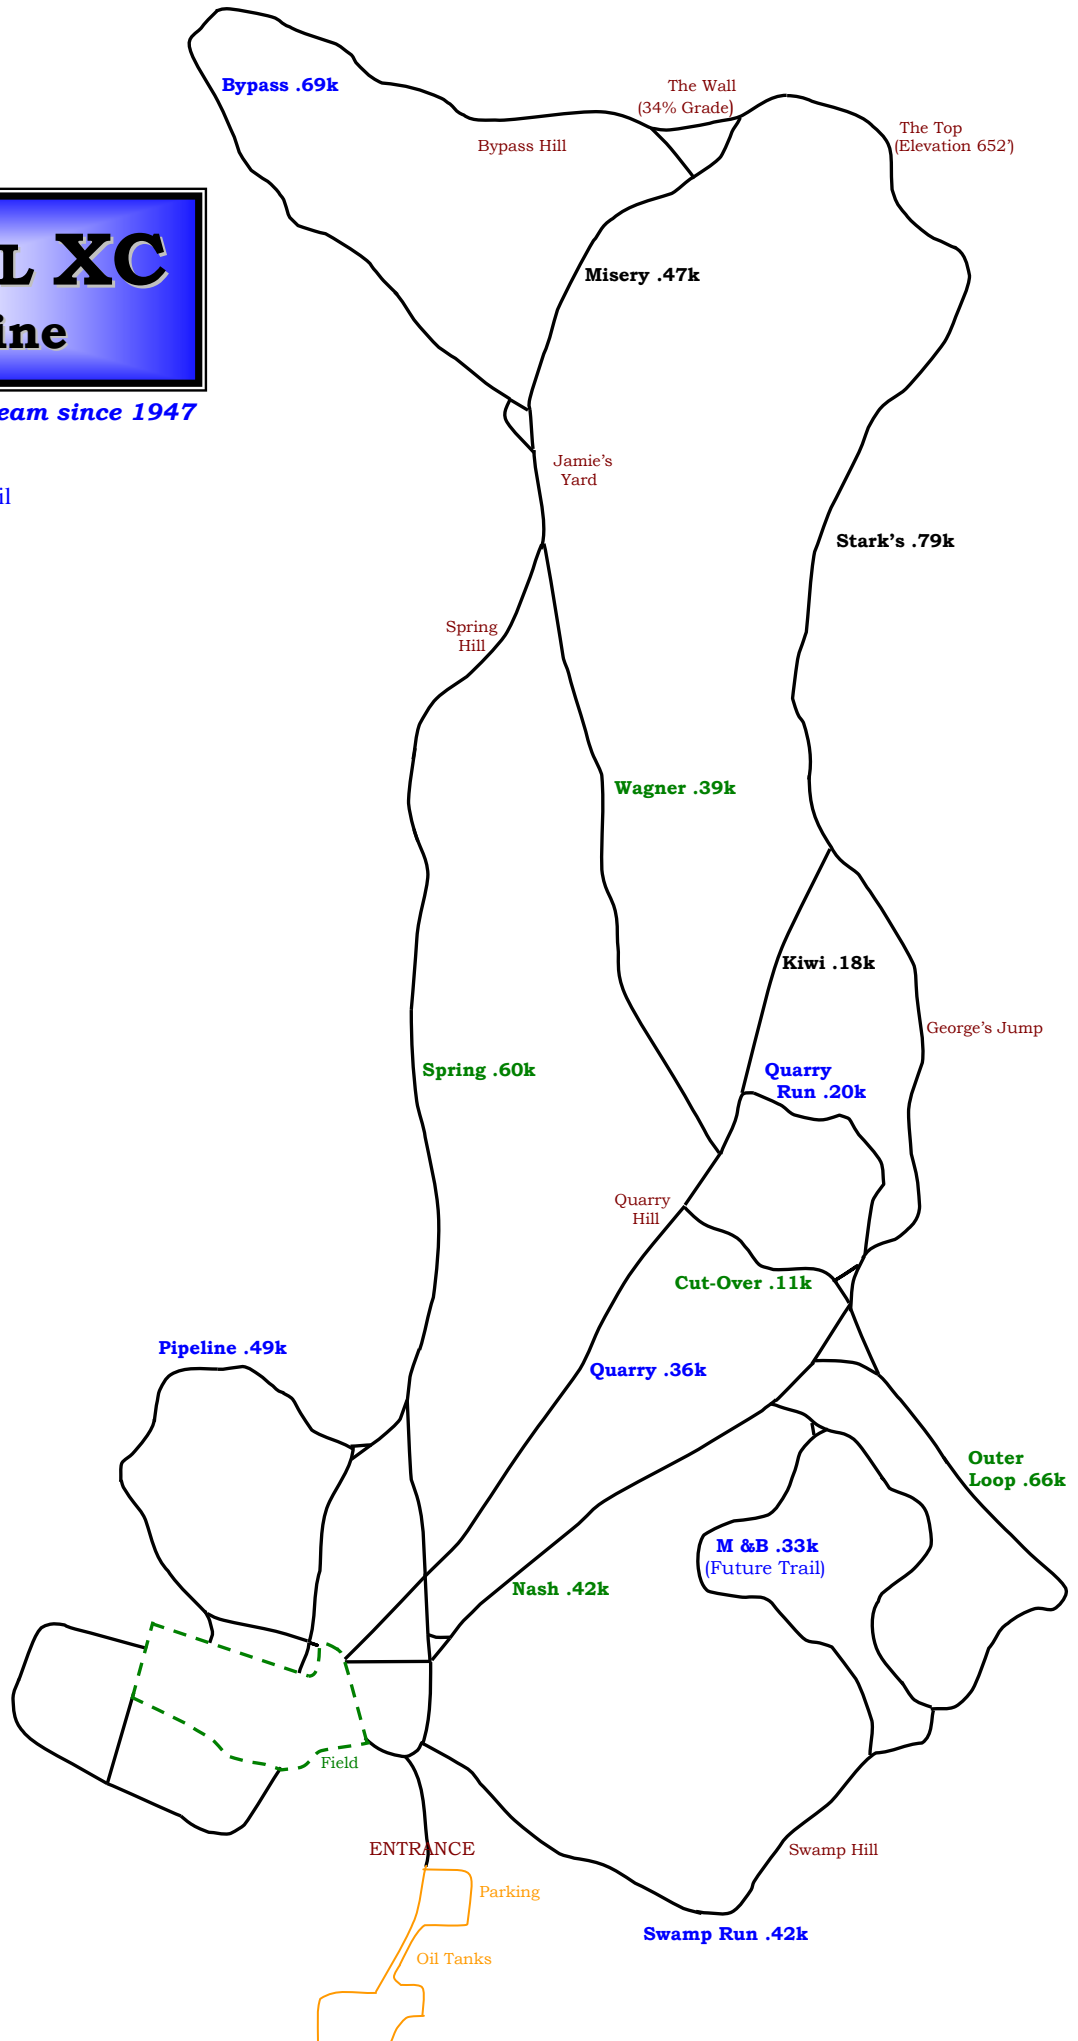 Bypass .69k
The Wall
(34% Grade)
Bypass Hill
The Top
(Elevation 652')
L XC
ine
eam since 1947
il
Misery .47k
Jamie's
Yard
Stark's .79k
Spring
Hill
Wagner .39k
Kiwi .18k
George's Jump
Spring .60k
Quarry
Run .20k
Quarry
Hill
Cut-Over .11k
Pipeline .49k
Quarry .36k
Outer
Loop .66k
M &B .33k
(Future Trail)
Nash .42k
Field
ENTRANCE
Swamp Hill
Parking
Swamp Run .42k
Oil Tanks